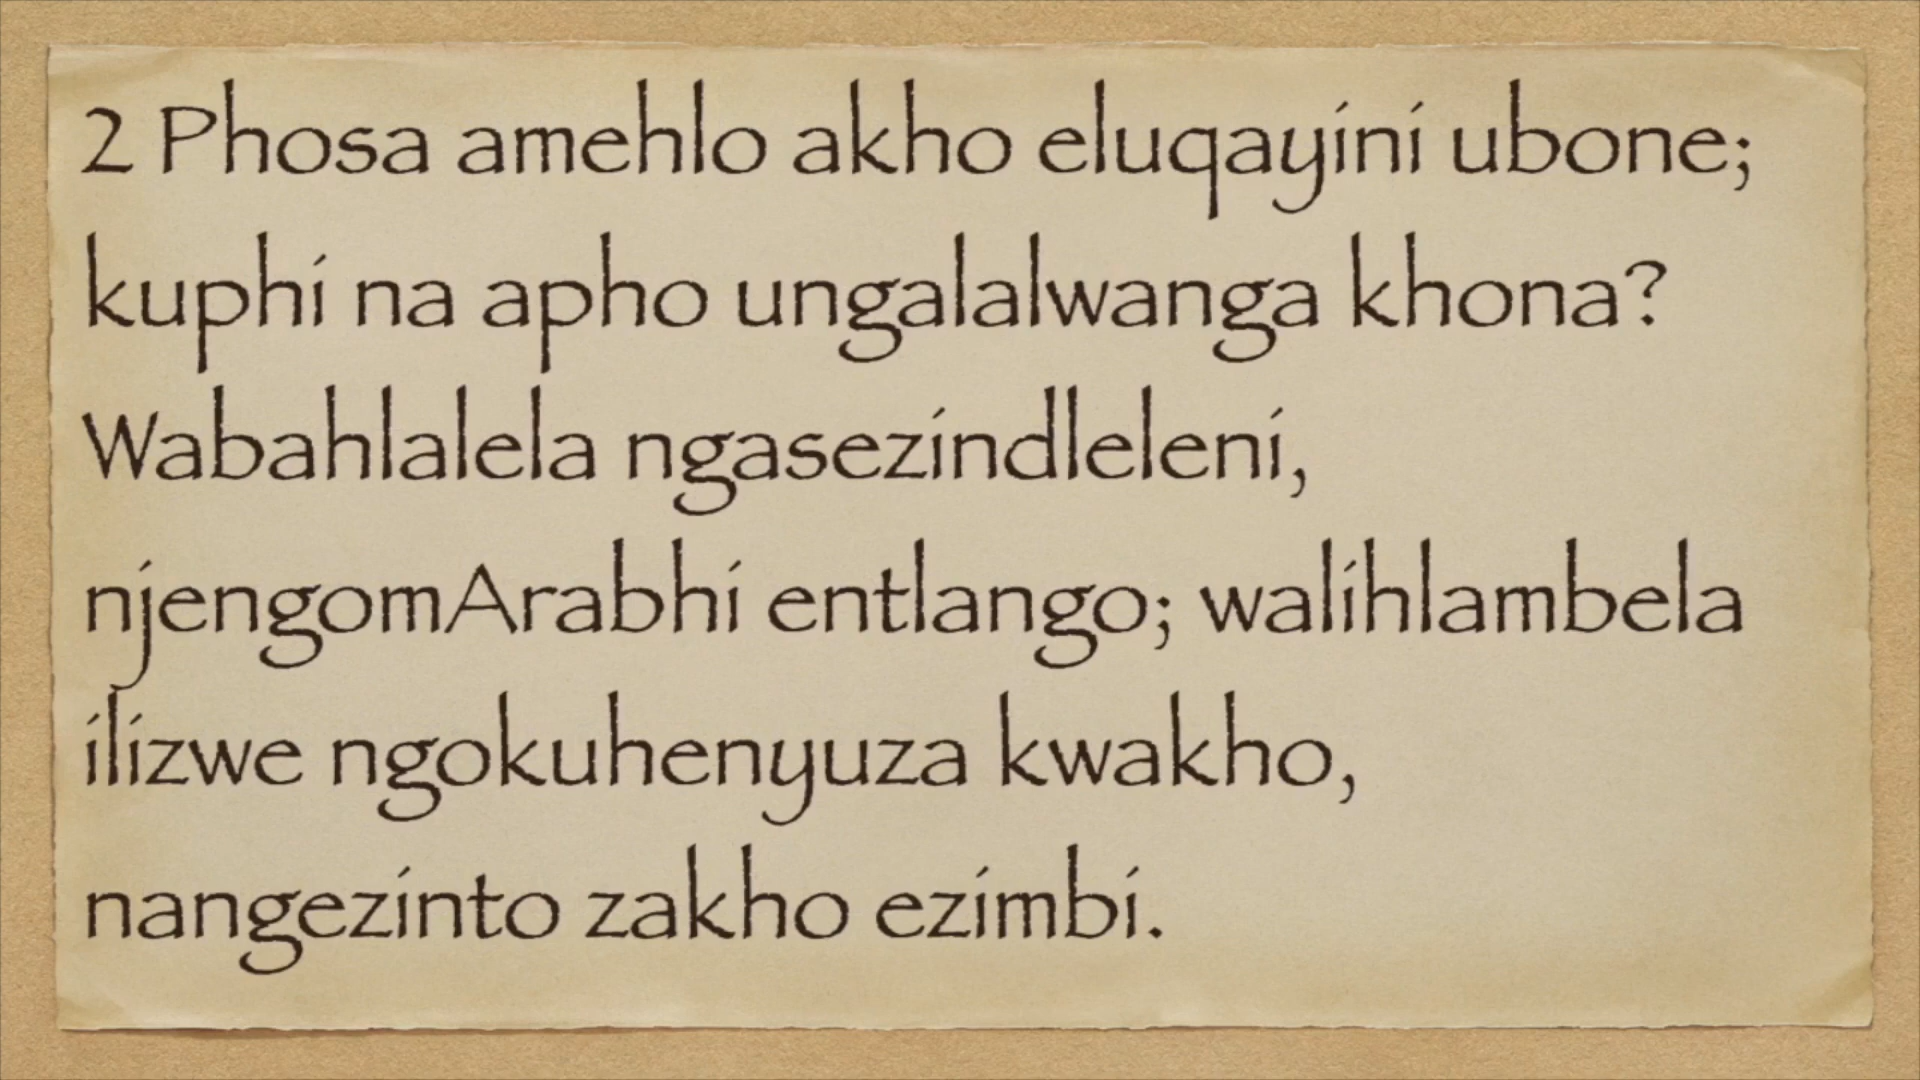 2 Phosa amehlo akho eluqayini ubone;
kuphi na apho ungalalwanga khona?
Wabahlalela ngasezindleleni,
njengomArabhi entlango; walihlambela
ilizwe ngokuhenyuza kwakho,
nangezinto zakho ezimbi.